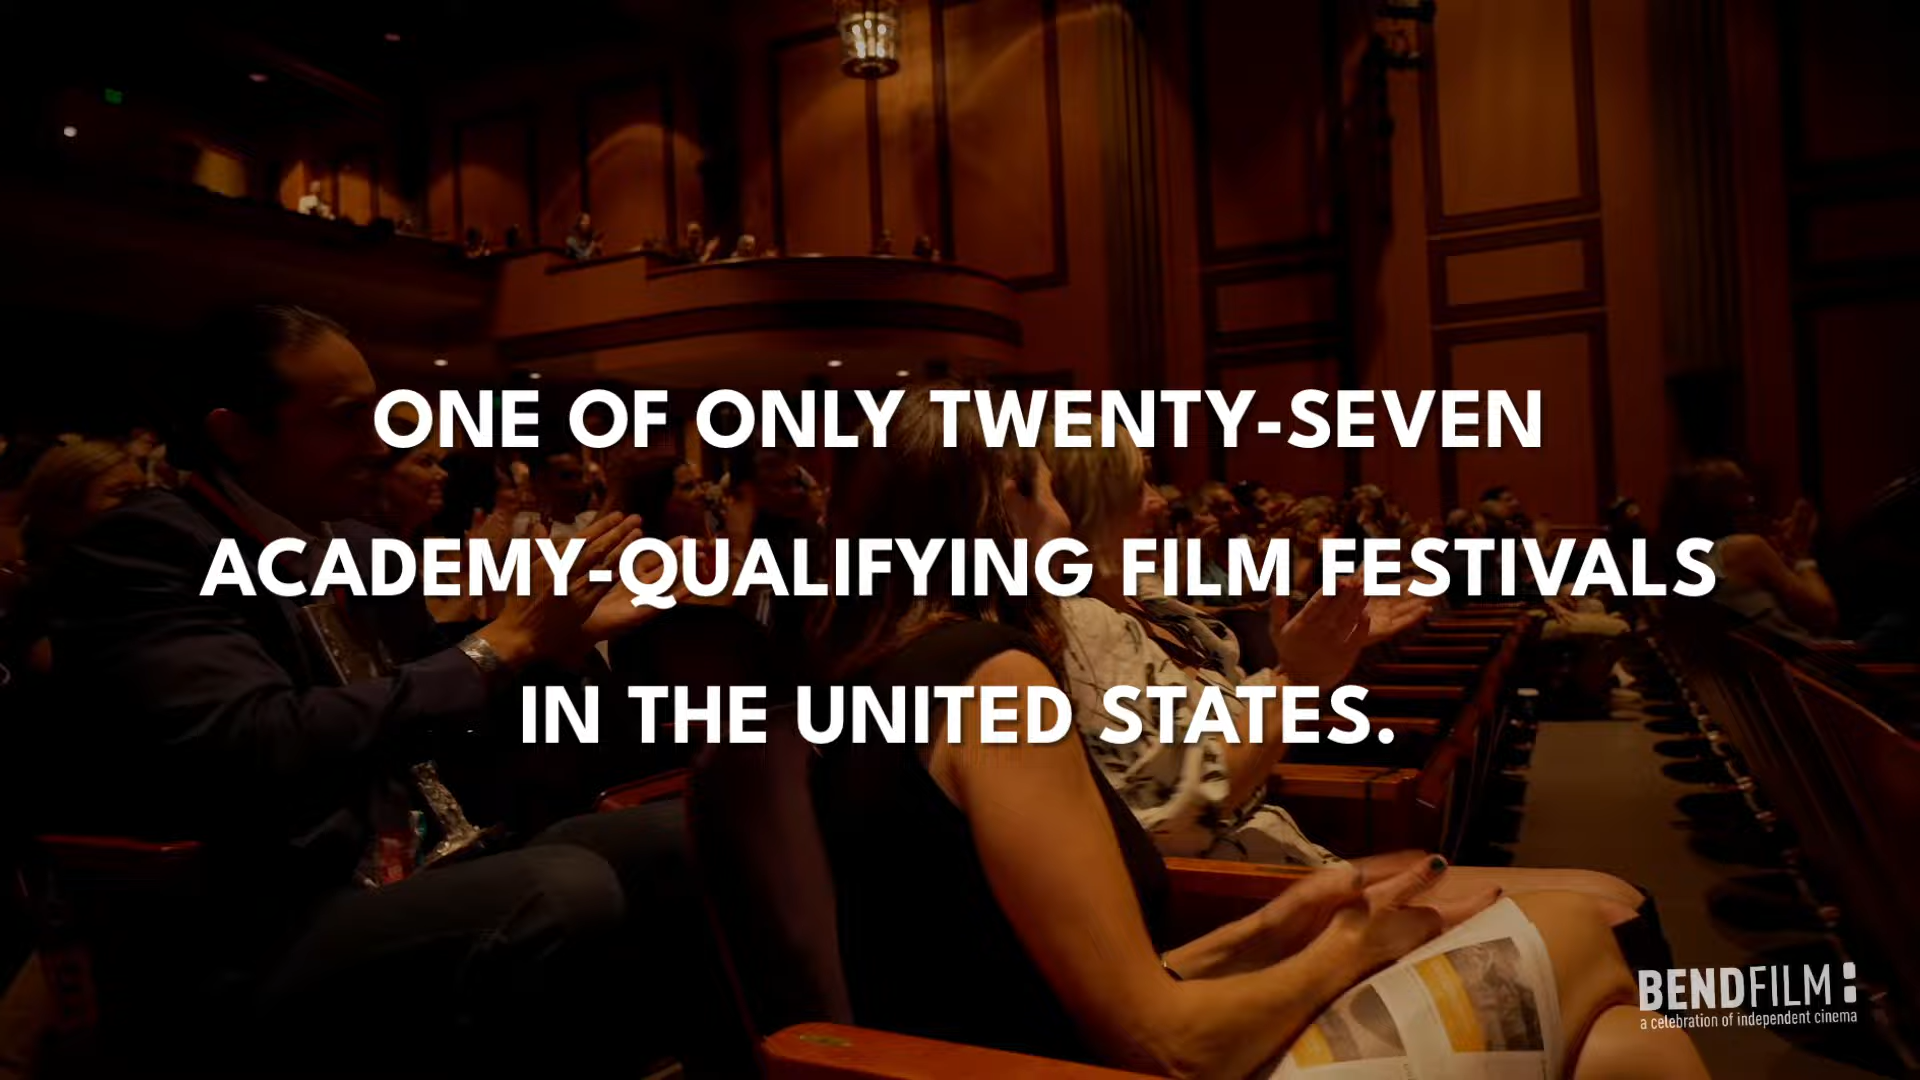 ONE OF ONLY TWENTY-SEVEN
ACADEMY-QUALIFYING FILM FESTIVALS
IN THE UNITED STATES.
BENDFILM:
a celebration of independent cinema